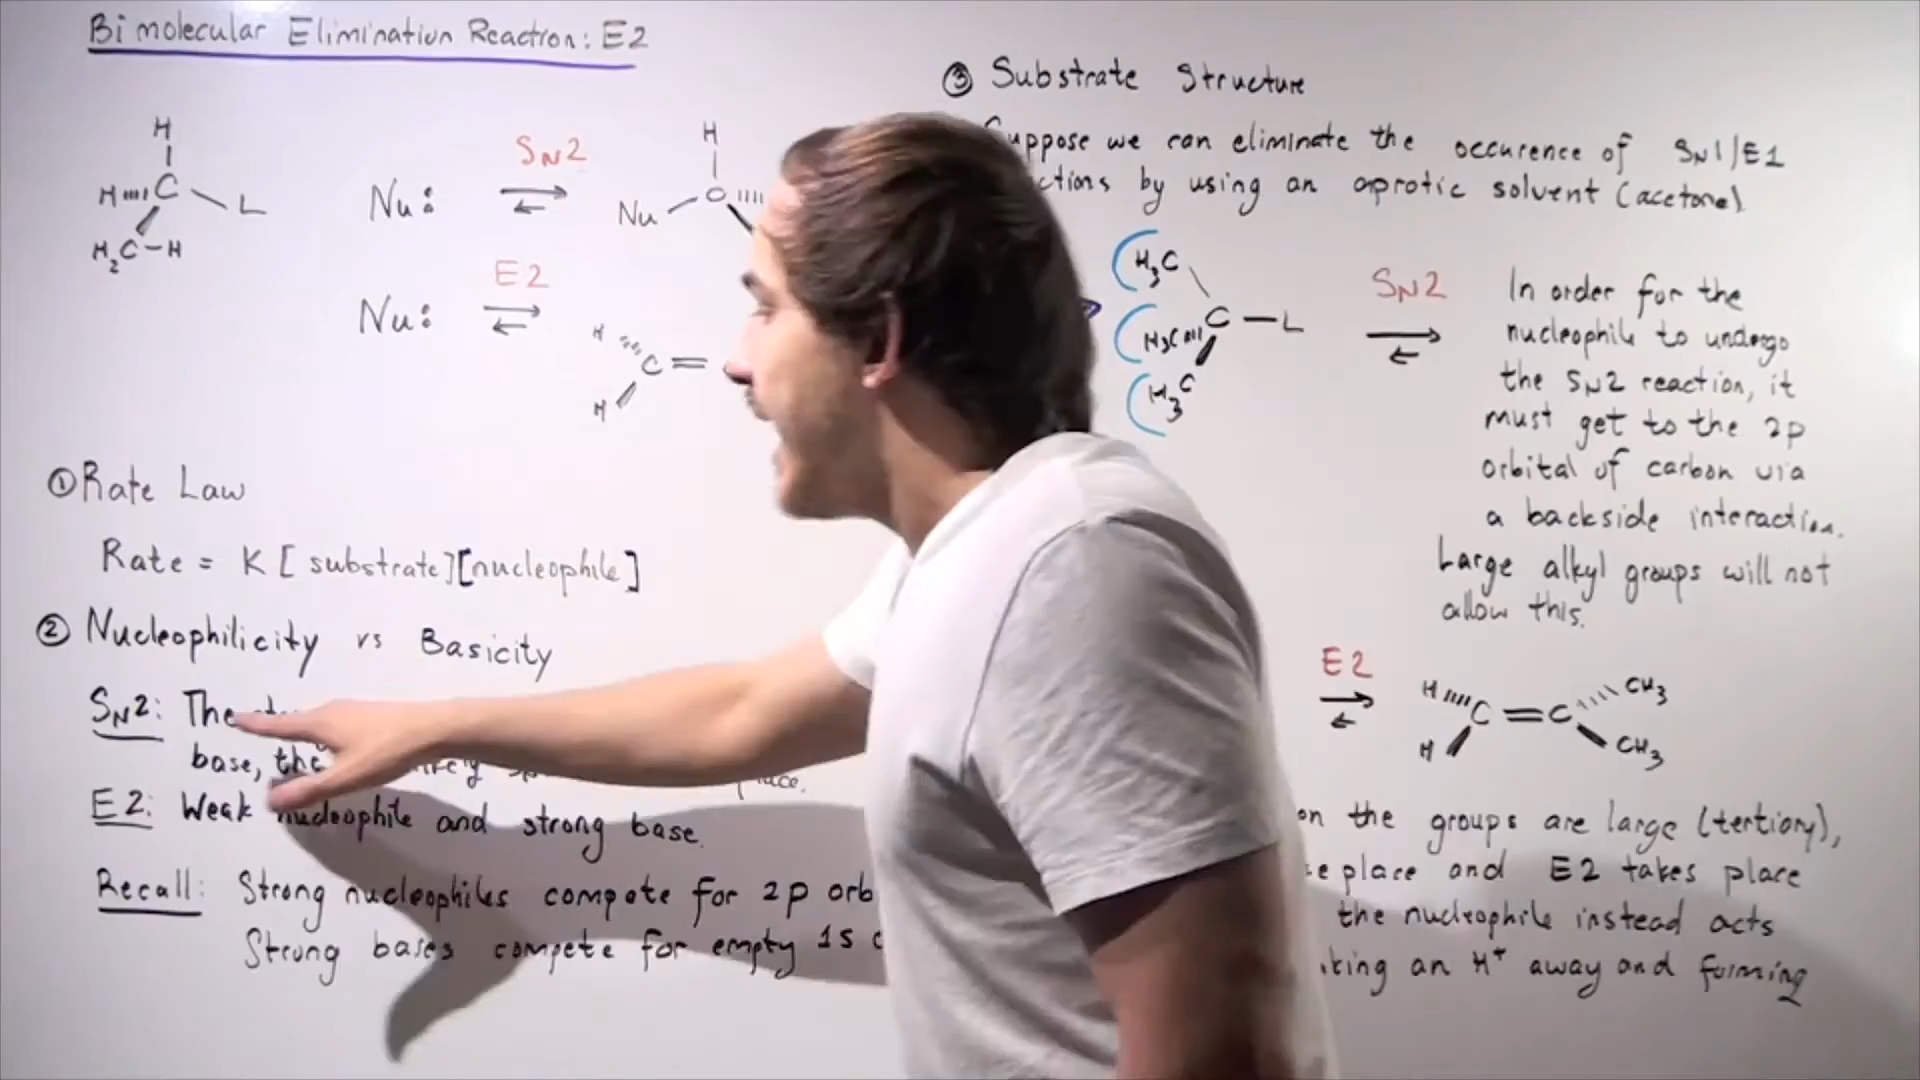 Bimolecular Elimination Reaction: E2
H
H C L
H2C-H
Nu:
SN2
H
Nu C
Nu:
E2
H
C =
H
① Rate Law
Rate = K[substrate][nucleophile]
② Nucleophilicity vs Basicity
SN2: The
base, the
E2: Weak nucleophile and strong base.
Recall: Strong nucleophiles compete for 2p
Strong bases compete for empty 1s
③ Substrate Structure
Suppose we can eliminate the occurence of SN1/E1
by using an aprotic solvent (acetone)
H3C
H3C C - L
H3C
SN2
In order for the
nucleophile to undergo
the SN2 reaction, it
must get to the 2p
orbital of carbon via
a backside interaction.
Large alkyl groups will not
allow this.
E2
H C = C CH3
H CH3
on the groups are large (tertiary),
place and E2 takes place
the nucleophile instead acts
an H+ away and forming